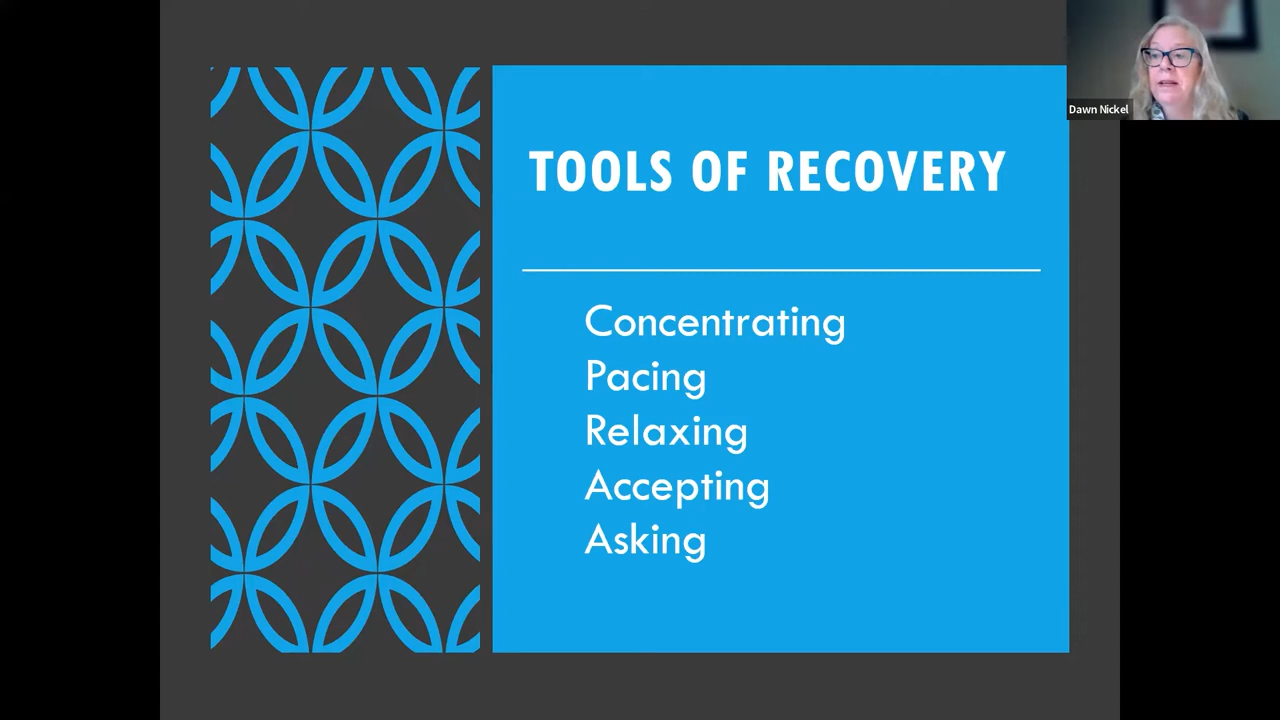 Dawn Nickel
TOOLS OF RECOVERY
Concentrating
Pacing
Relaxing
Accepting
Asking